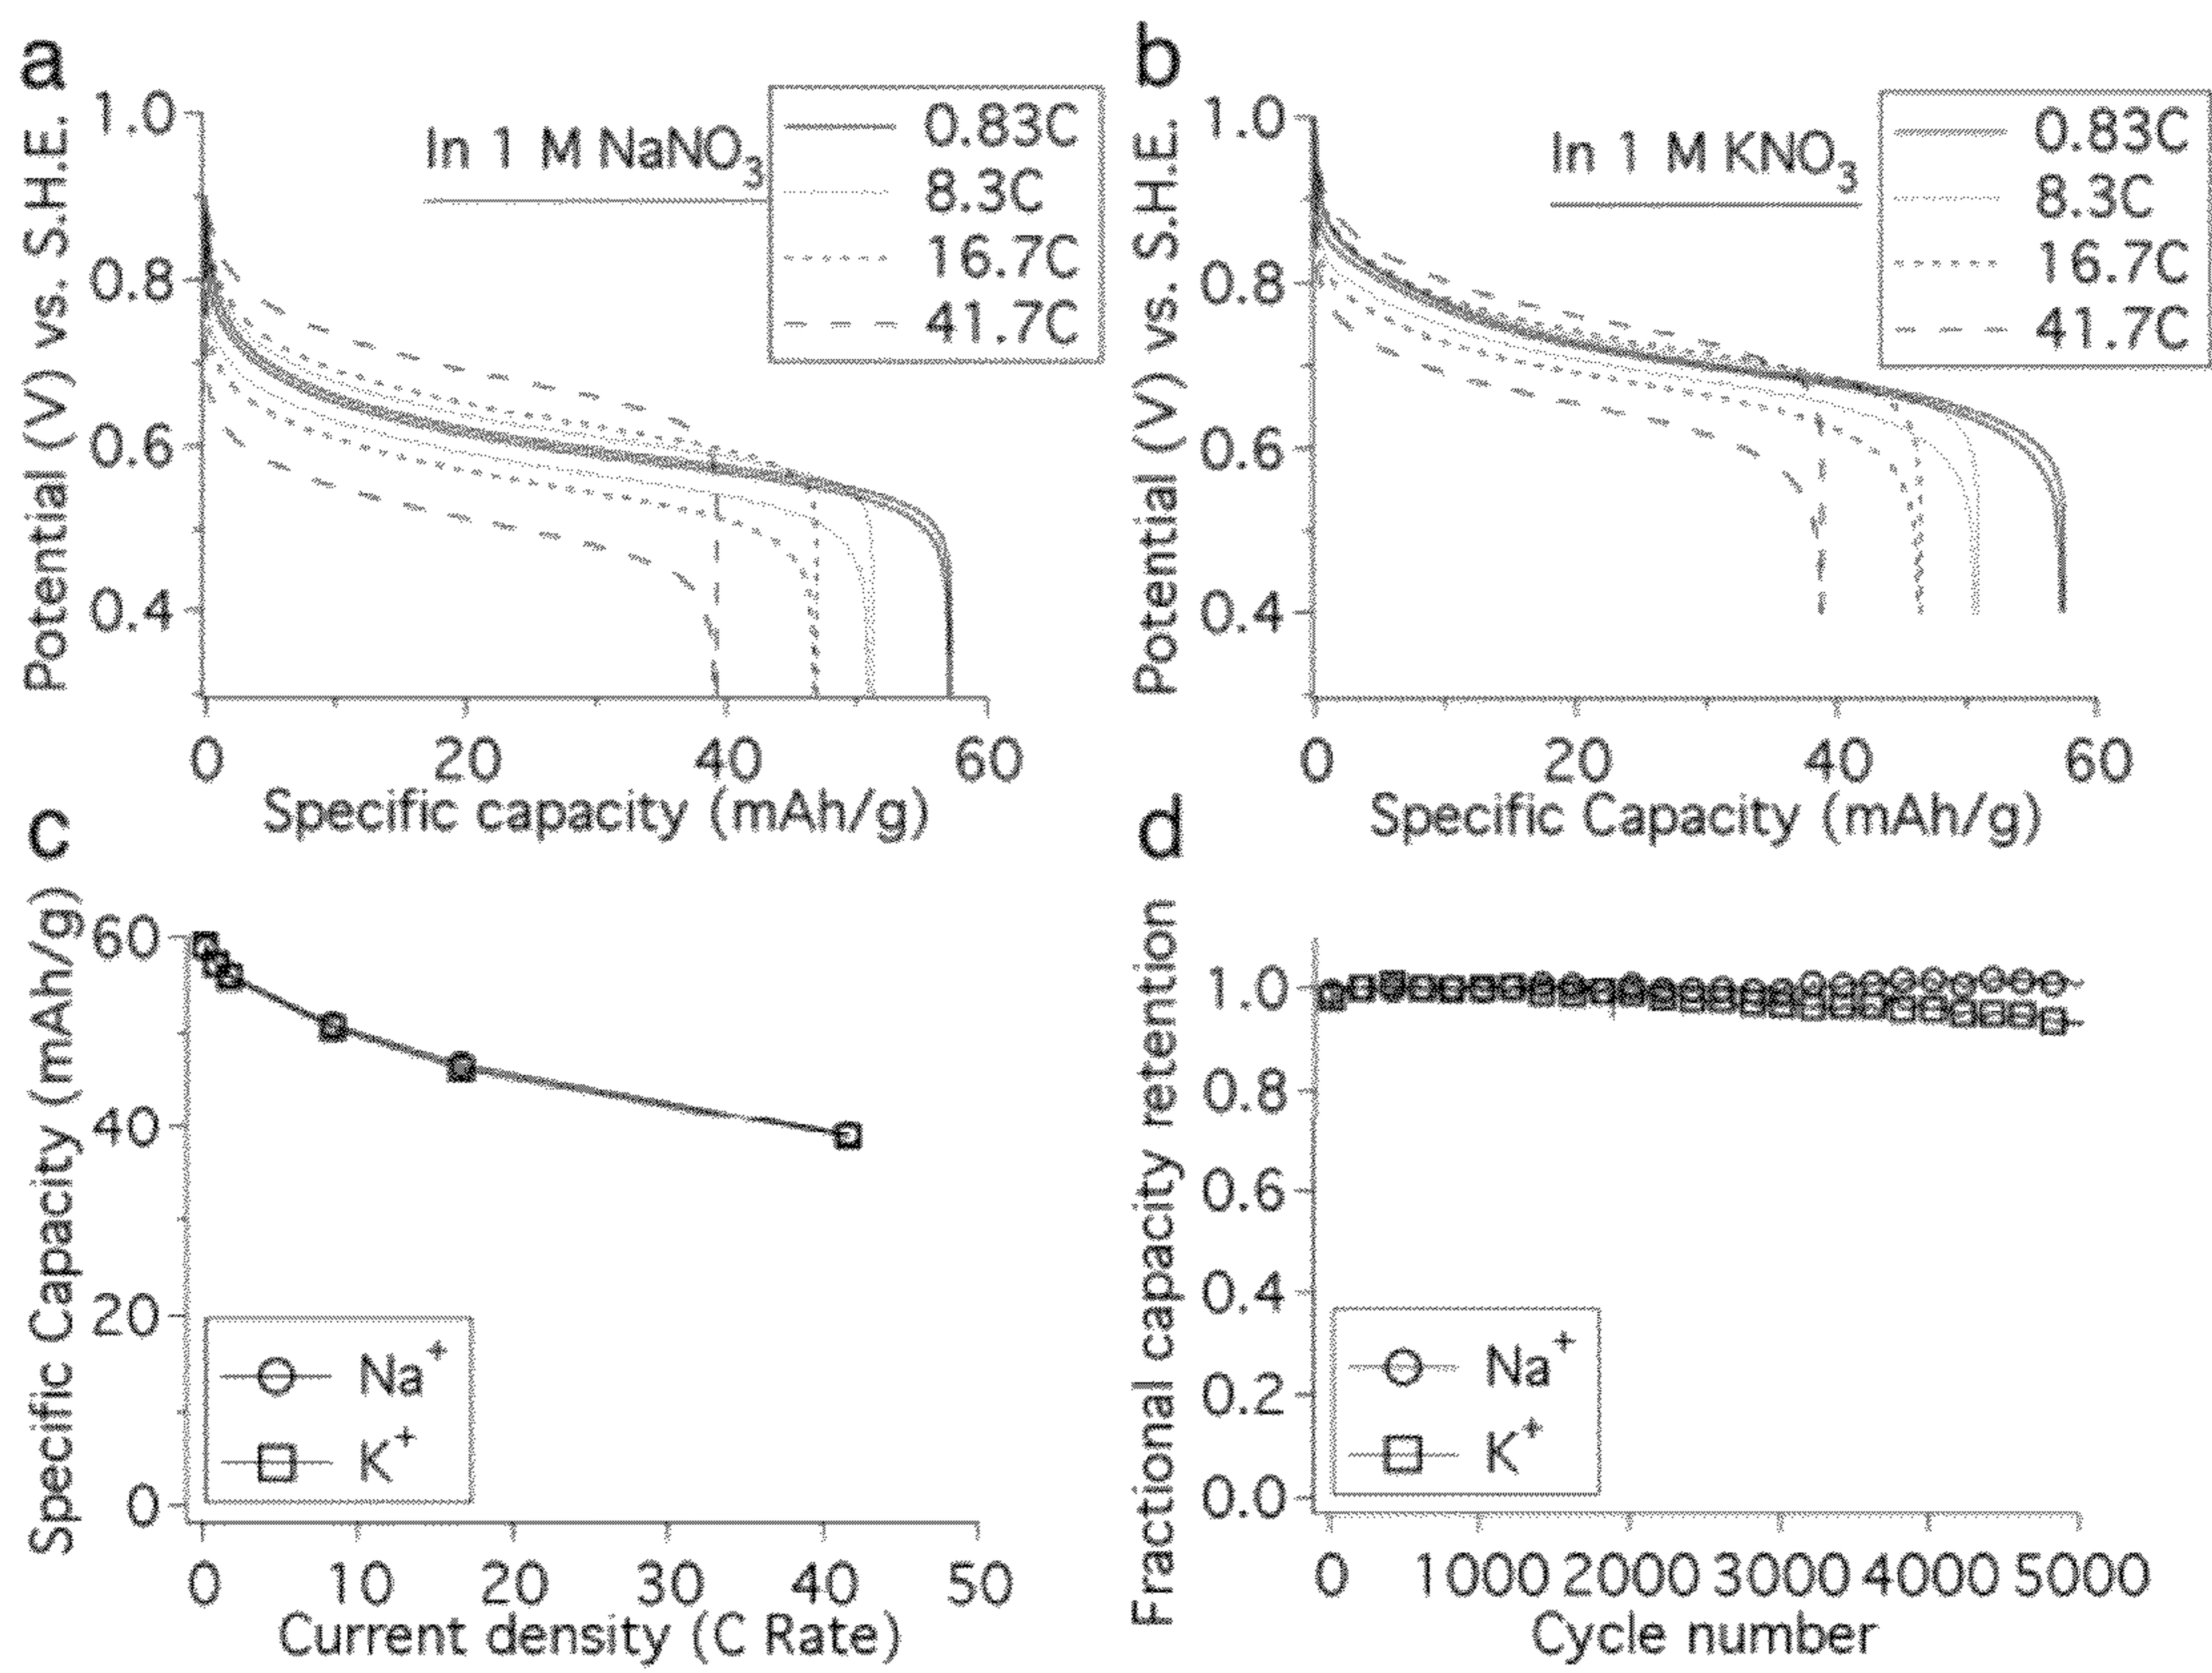 a
Potential (V) vs. S.H.E.
1.0
0.8
0.6
0.4
In 1 M NaNO3
0.83C
8.3C
16.7C
41.7C
0 20 40 60
Specific capacity (mAh/g)
b
Potential (V) vs. S.H.E.
1.0
0.8
0.6
0.4
In 1 M KNO3
0.83C
8.3C
16.7C
41.7C
0 20 40 60
Specific Capacity (mAh/g)
c
Specific Capacity (mAh/g)
60
40
20
0
Na+
K+
0 10 20 30 40 50
Current density (C Rate)
d
Fractional capacity retention
1.0
0.8
0.6
0.4
0.2
0.0
Na+
K+
0 1000 2000 3000 4000 5000
Cycle number